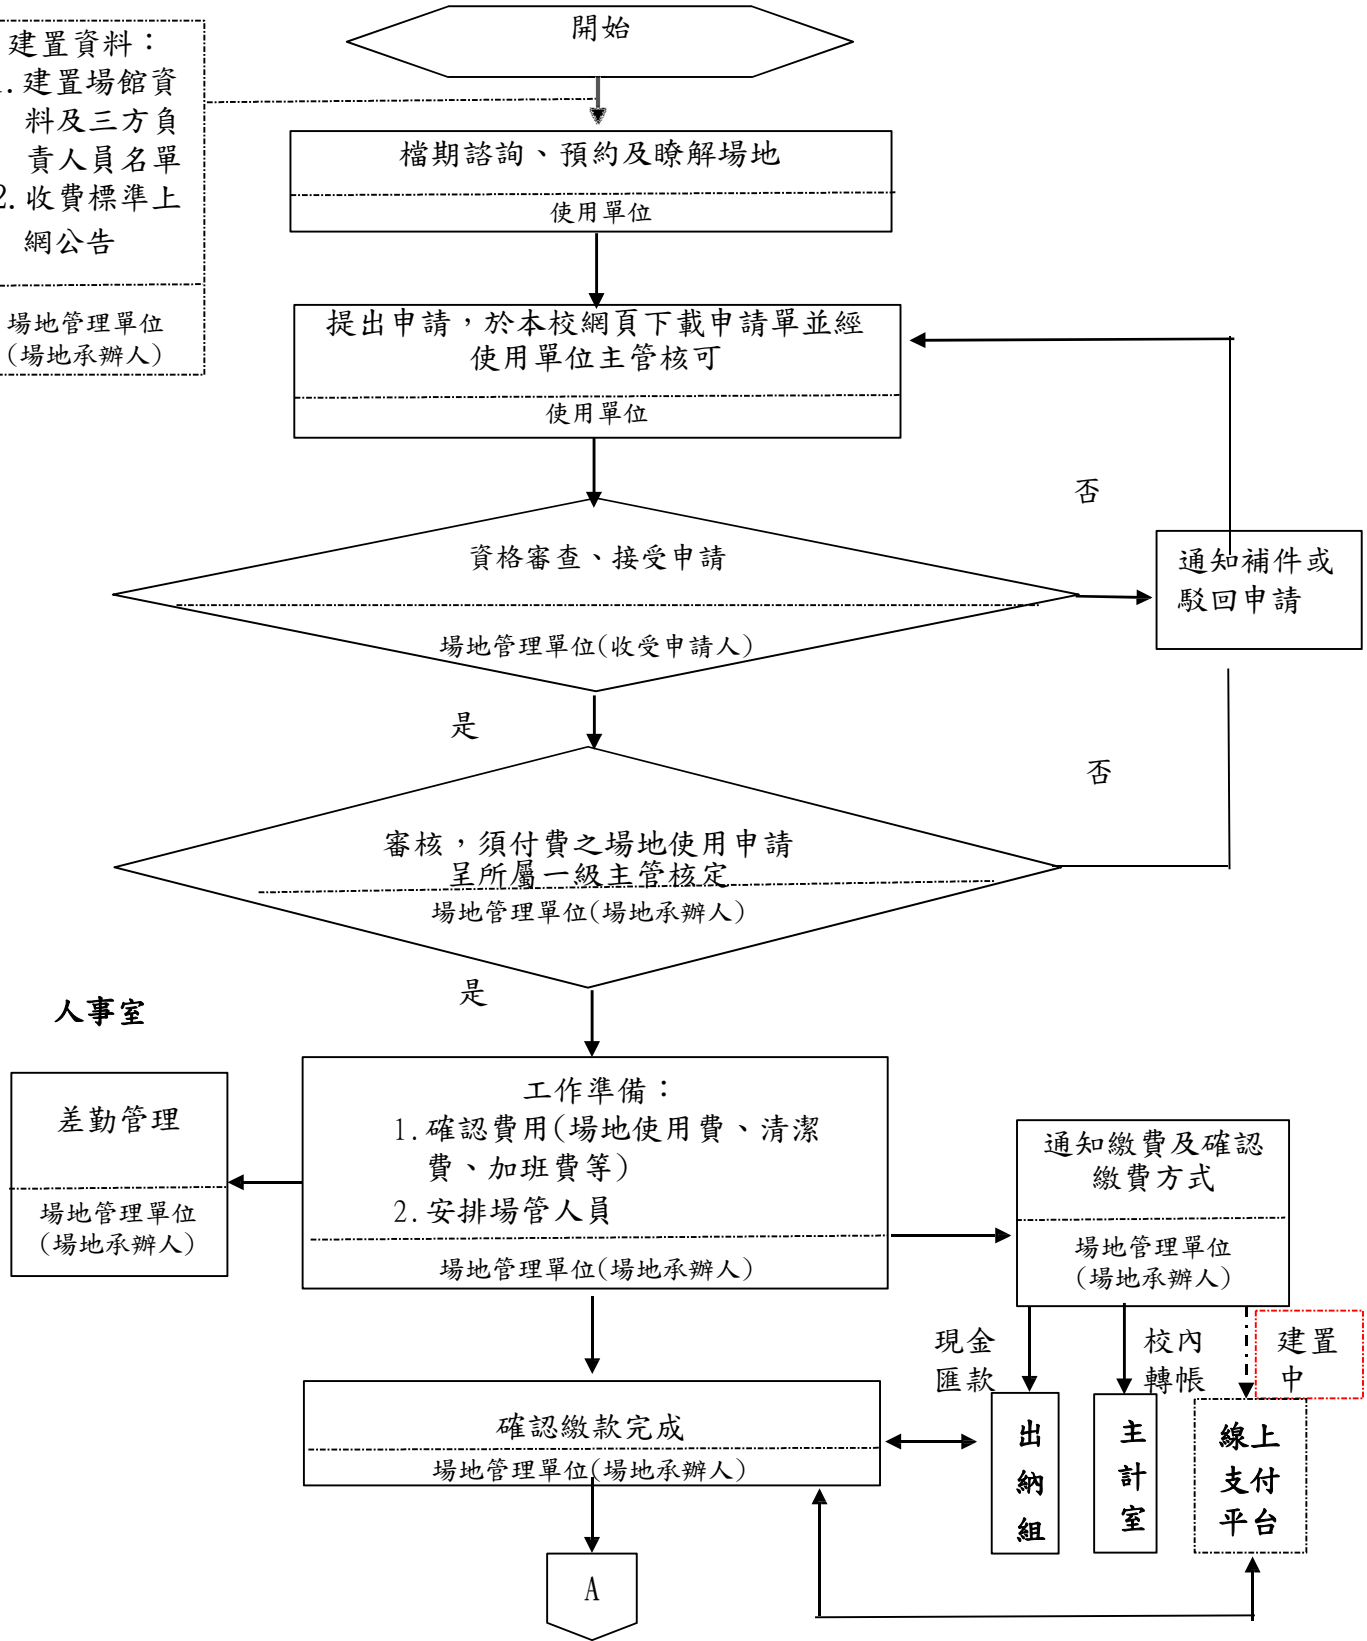 開始
建置資料：
1.建置場館資
料及三方負
責人員名單
2.收費標準上
網公告
場地管理單位
(場地承辦人)
檔期諮詢、預約及瞭解場地
使用單位
提出申請，於本校網頁下載申請單並經
使用單位主管核可
使用單位
否
資格審查、接受申請
場地管理單位(收受申請人)
通知補件或
駁回申請
是
否
審核，須付費之場地使用申請
呈所屬一級主管核定
場地管理單位(場地承辦人)
是
人事室
差勤管理
場地管理單位
(場地承辦人)
工作準備：
1.確認費用(場地使用費、清潔
費、加班費等)
2.安排場管人員
場地管理單位(場地承辦人)
通知繳費及確認
繳費方式
場地管理單位
(場地承辦人)
現金
匯款
校內
轉帳
建置
中
確認繳款完成
場地管理單位(場地承辦人)
出
納
組
主
計
室
線上
支付
平台
A